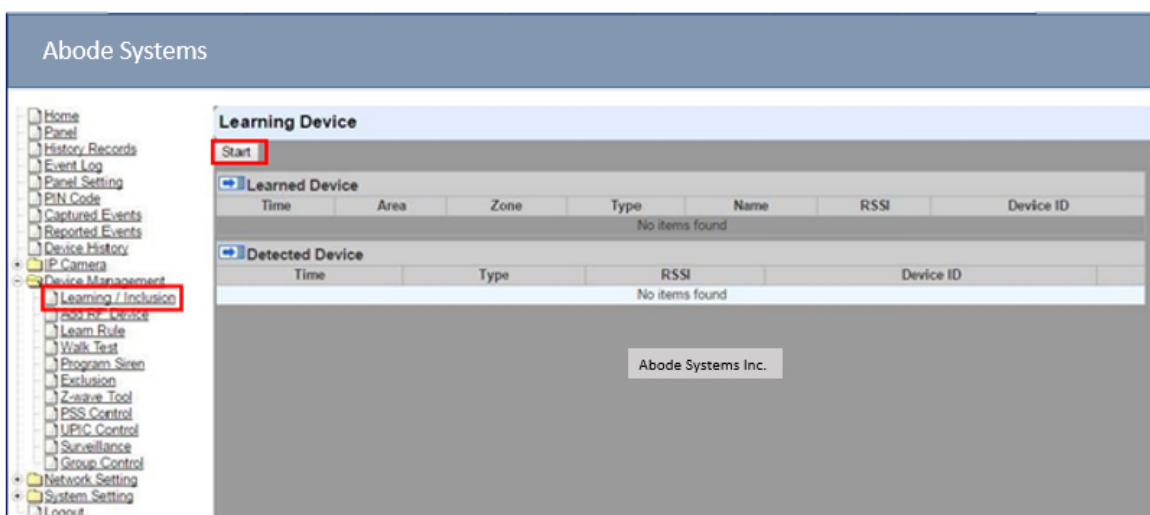 Abode Systems
Home
Panel
History Records
Event Log
Panel Setting
PIN Code
Captured Events
Reported Events
Device History
IP Camera
Device Management
Learning / Inclusion
Add RF Device
Learn Rule
Walk Test
Program Siren
Exclusion
Z-wave Tool
PSS Control
UPIC Control
Surveillance
Group Control
Network Setting
System Setting
Logout
Learning Device
Start
Learned Device
Time Area Zone Type Name RSSI Device ID
No items found
Detected Device
Time Type RSSI Device ID
No items found
Abode Systems Inc.